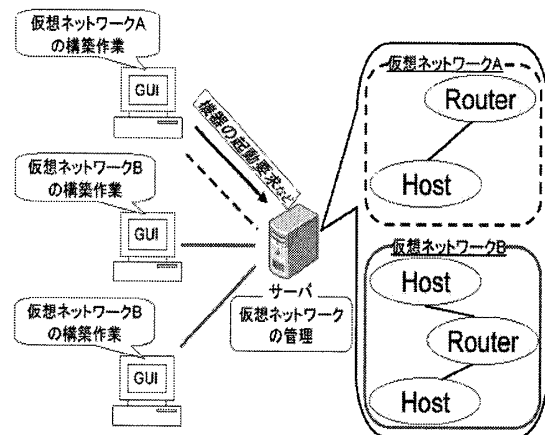 仮想ネットワークA
の構築作業
GUI
仮想ネットワークB
の構築作業
GUI
仮想ネットワークB
の構築作業
GUI
機器の起動要求など
サーバ
仮想ネットワーク
の管理
仮想ネットワークA
Router
Host
仮想ネットワークB
Host
Router
Host